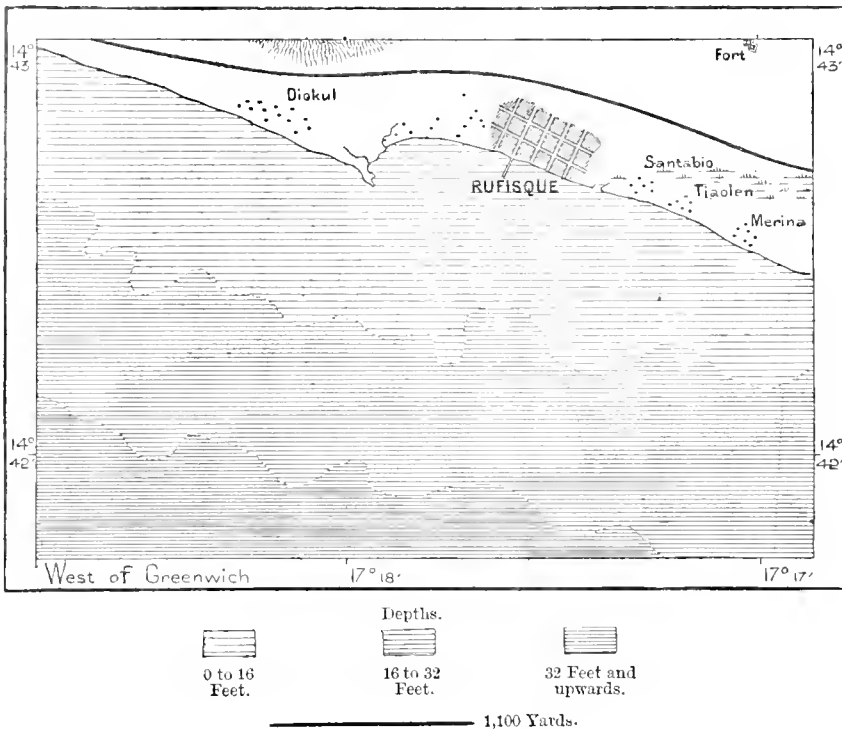 14°
43'
Fort
14°
43'
Diokul
Santabio
RUFISQUE
Tiaolen
Merina
14°
42'
14°
42'
West of Greenwich
17° 18'
17° 17'
Depths.
0 to 16
Feet.
16 to 32
Feet.
32 Feet and
upwards.
1,100 Yards.